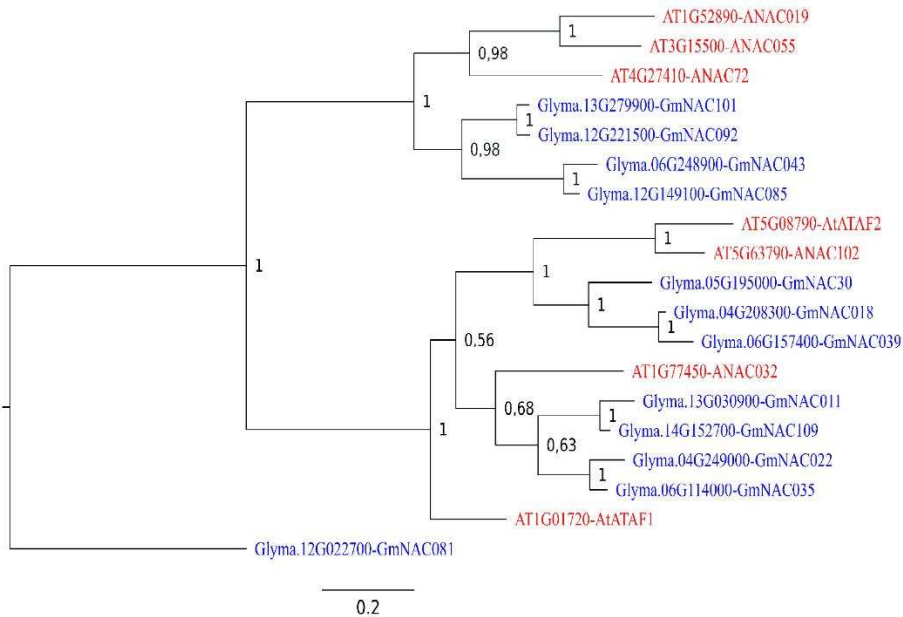 AT1G52890-ANAC019
1
AT3G15500-ANAC055
0,98
AT4G27410-ANAC72
1
Glyma.13G279900-GmNAC101
1
Glyma.12G221500-GmNAC092
0,98
Glyma.06G248900-GmNAC043
1
Glyma.12G149100-GmNAC085
AT5G08790-AtATAF2
1
AT5G63790-ANAC102
1
1
Glyma.05G195000-GmNAC30
1
Glyma.04G208300-GmNAC018
1
Glyma.06G157400-GmNAC039
0,56
AT1G77450-ANAC032
0,68
Glyma.13G030900-GmNAC011
1
Glyma.14G152700-GmNAC109
1
0,63
Glyma.04G249000-GmNAC022
1
Glyma.06G114000-GmNAC035
AT1G01720-AtATAF1
Glyma.12G022700-GmNAC081
0.2